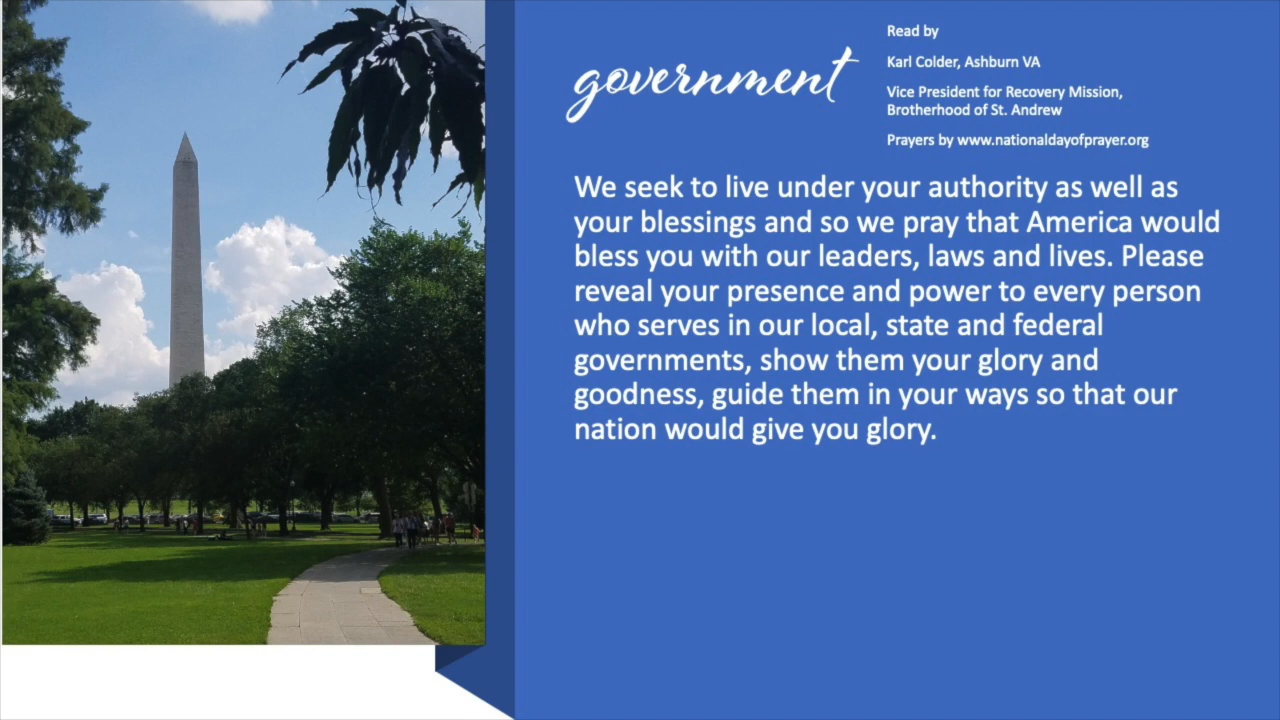 government
Read by
Karl Colder, Ashburn VA
Vice President for Recovery Mission,
Brotherhood of St. Andrew
Prayers by www.nationaldayofprayer.org
We seek to live under your authority as well as
your blessings and so we pray that America would
bless you with our leaders, laws and lives. Please
reveal your presence and power to every person
who serves in our local, state and federal
governments, show them your glory and
goodness, guide them in your ways so that our
nation would give you glory.